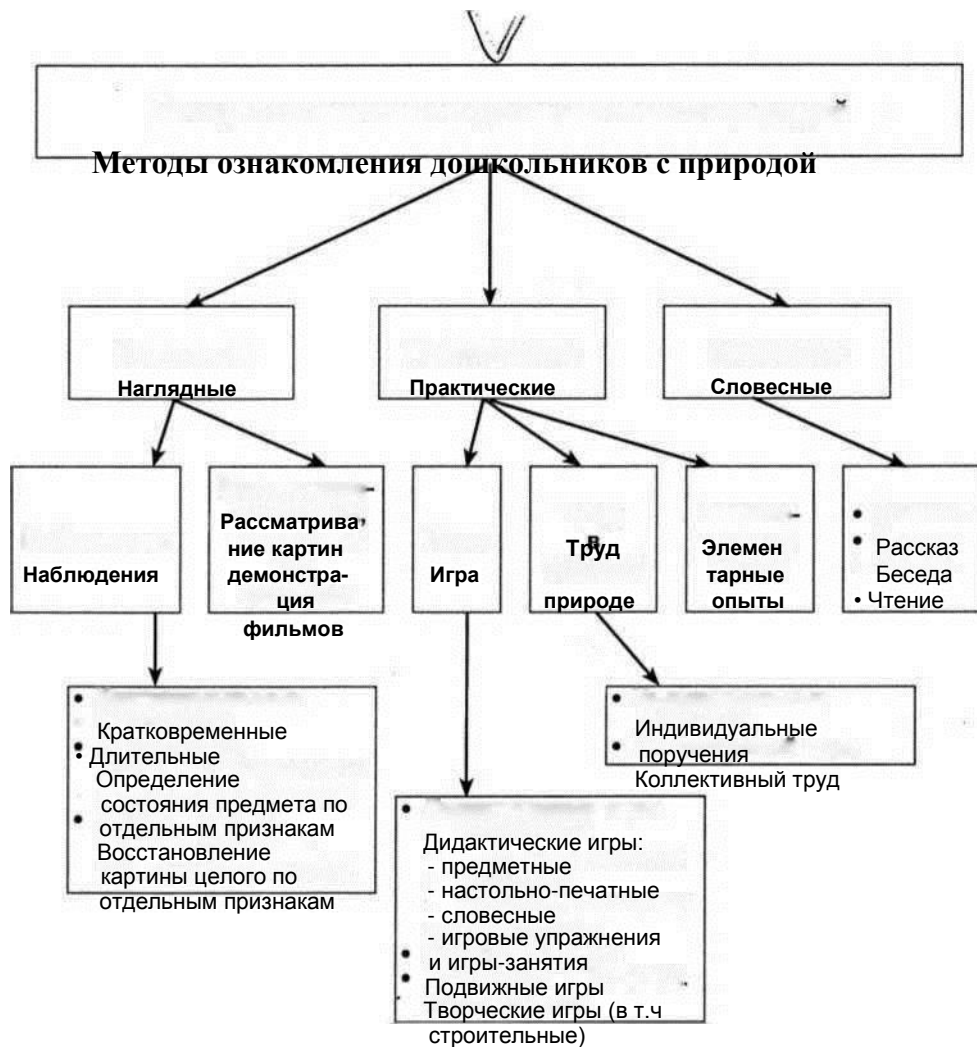 Методы ознакомления дошкольников с природой
Наглядные
Практические
Словесные
Наблюдения
Рассматрива
ние картин
демонстра-
ция
фильмов
Игра
Труд
в
природе
Элемен
тарные
опыты
• Рассказ
• Беседа
• Чтение
• Кратковременные
• Длительные
• Определение
состояния предмета по
отдельным признакам
• Восстановление
картины целого по
отдельным признакам
• Индивидуальные
поручения
• Коллективный труд
• Дидактические игры:
- предметные
- настольно-печатные
- словесные
- игровые упражнения
и игры-занятия
• Подвижные игры
• Творческие игры (в т.ч
строительные)